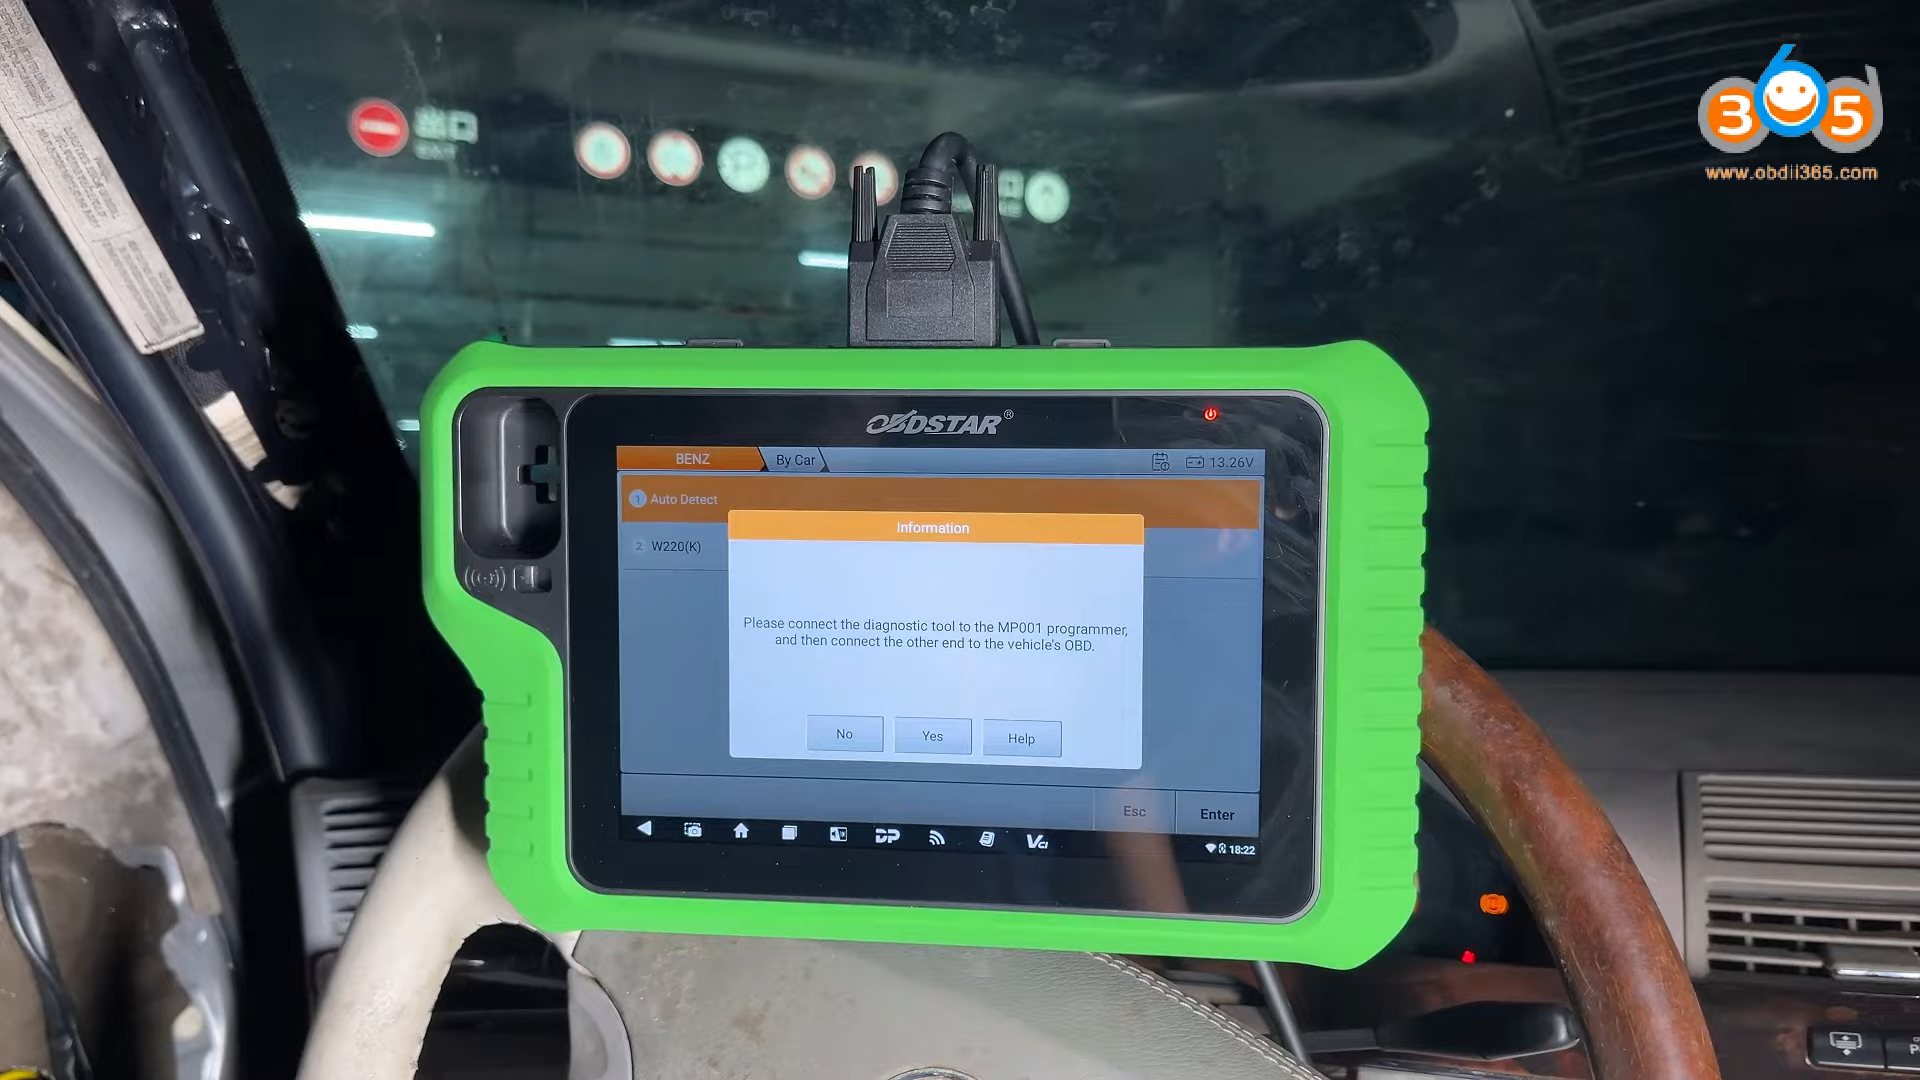 365
www.obdii365.com
OBDSTAR®
BENZ
By Car
13.26V
1 Auto Detect
Information
2 W220(K)
Please connect the diagnostic tool to the MP001 programmer,
and then connect the other end to the vehicle's OBD.
No
Yes
Help
Esc
Enter
DP
VCI
18:22